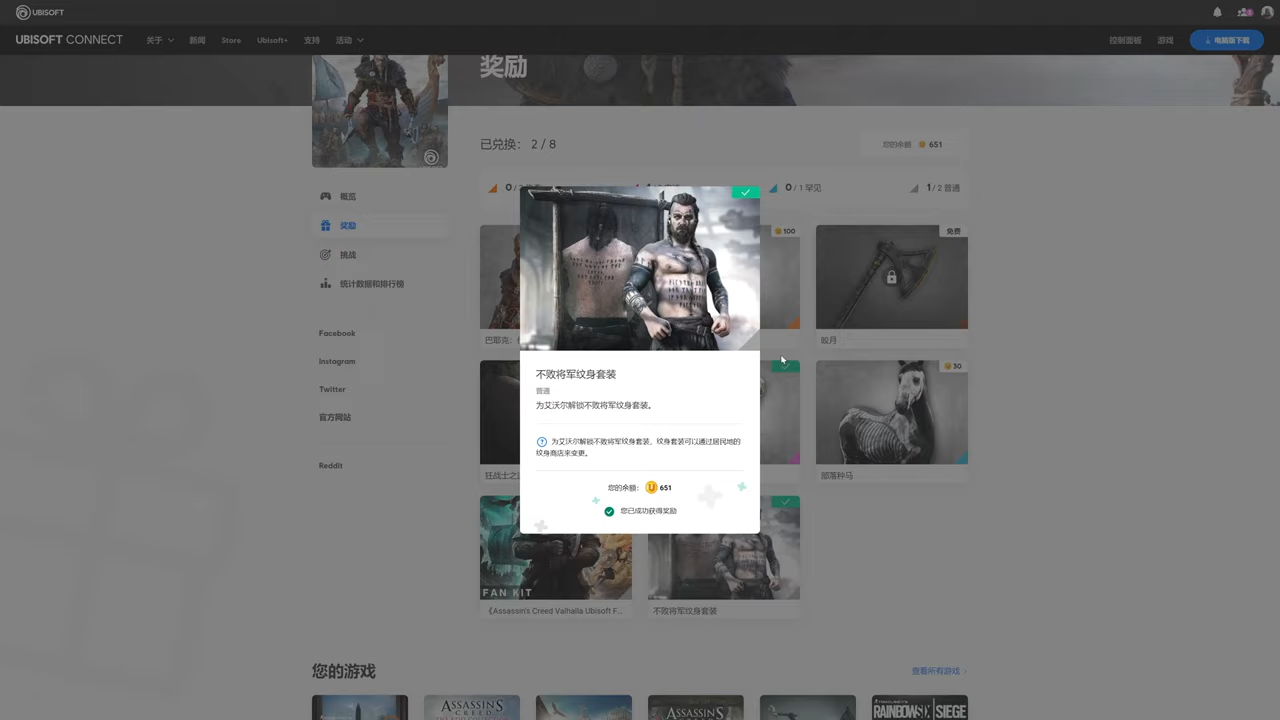 UBISOFT
UBISOFT CONNECT
关于
新闻
Store
Ubisoft+
支持
活动
控制面板
游戏
电脑版下载
奖励
已兑换： 2 / 8
您的余额
651
0 / 1 罕见
1 / 2 普通
概览
奖励
挑战
统计数据和排行榜
Facebook
Instagram
Twitter
官方网站
Reddit
100
免费
巴耶克：
皎月
30
狂战士之
部落种马
FAN KIT
《Assassin's Creed Valhalla Ubisoft F...
不败将军纹身套装
不败将军纹身套装
普通
为艾沃尔解锁不败将军纹身套装。
为艾沃尔解锁不败将军纹身套装，纹身套装可以通过居民地的
纹身商店来变更。
您的余额： 651
您已成功获得奖励
您的游戏
查看所有游戏
ASSASSIN'S
CREED
ASSASSIN'S
RAINBOW SIX SIEGE